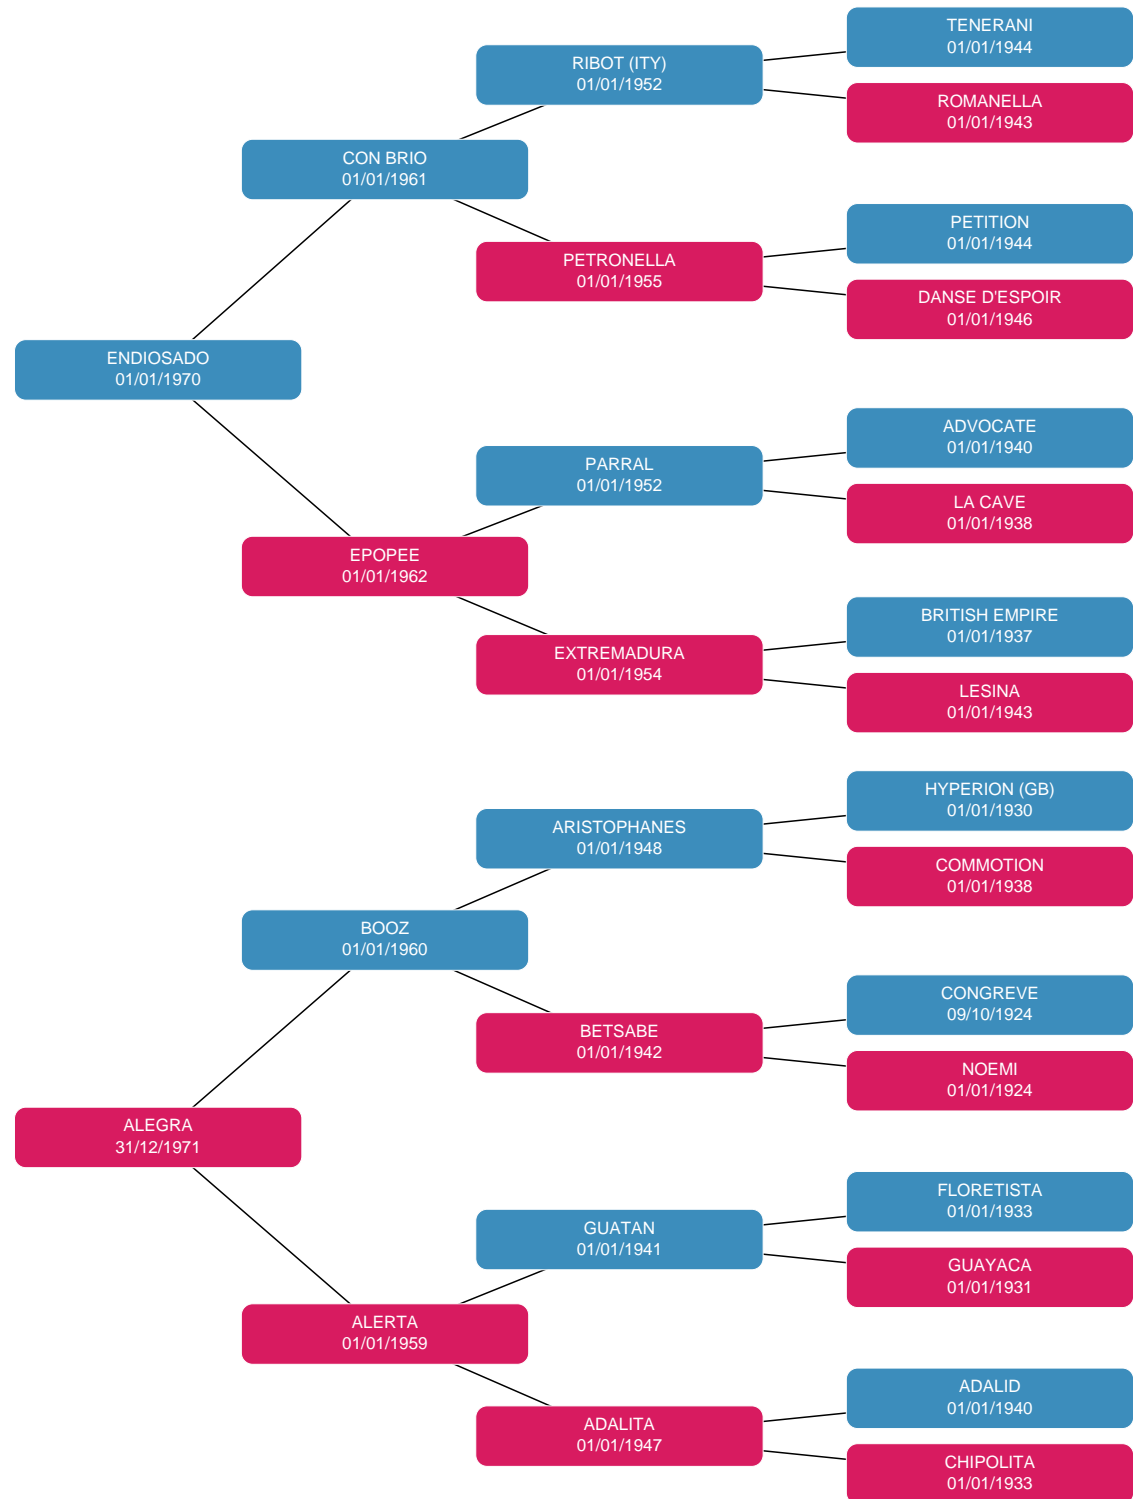 TENERANI
01/01/1944
RIBOT (ITY)
01/01/1952
ROMANELLA
01/01/1943
CON BRIO
01/01/1961
PETITION
01/01/1944
PETRONELLA
01/01/1955
DANSE D'ESPOIR
01/01/1946
ENDIOSADO
01/01/1970
ADVOCATE
01/01/1940
PARRAL
01/01/1952
LA CAVE
01/01/1938
EPOPEE
01/01/1962
BRITISH EMPIRE
01/01/1937
EXTREMADURA
01/01/1954
LESINA
01/01/1943
HYPERION (GB)
01/01/1930
ARISTOPHANES
01/01/1948
COMMOTION
01/01/1938
BOOZ
01/01/1960
CONGREVE
09/10/1924
BETSABE
01/01/1942
NOEMI
01/01/1924
ALEGRA
31/12/1971
FLORETISTA
01/01/1933
GUATAN
01/01/1941
GUAYACA
01/01/1931
ALERTA
01/01/1959
ADALID
01/01/1940
ADALITA
01/01/1947
CHIPOLITA
01/01/1933